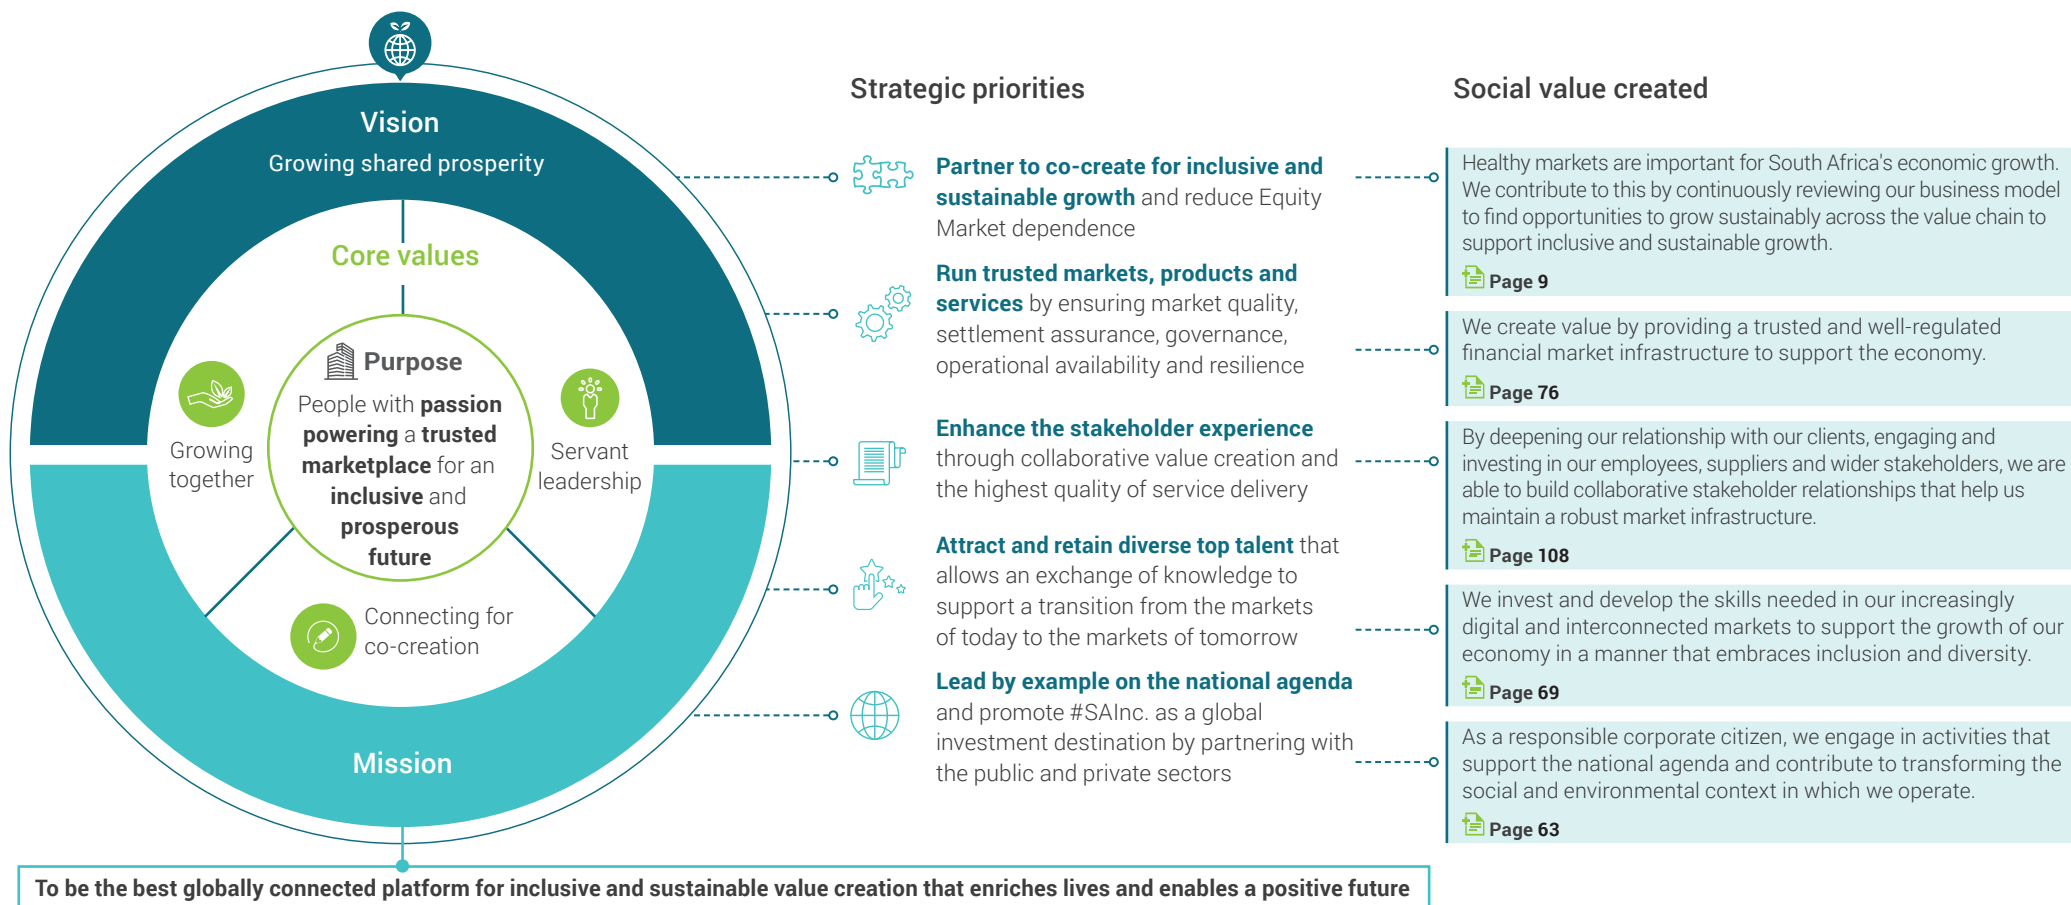 Vision
Growing shared prosperity
Core values
Purpose
People with passion
powering a trusted
marketplace for an
inclusive and
prosperous
future
Growing
together
Servant
leadership
Connecting for
co-creation
Mission
To be the best globally connected platform for inclusive and sustainable value creation that enriches lives and enables a positive future
Strategic priorities
Partner to co-create for inclusive and
sustainable growth and reduce Equity
Market dependence
Run trusted markets, products and
services by ensuring market quality,
settlement assurance, governance,
operational availability and resilience
Enhance the stakeholder experience
through collaborative value creation and
the highest quality of service delivery
Attract and retain diverse top talent that
allows an exchange of knowledge to
support a transition from the markets
of today to the markets of tomorrow
Lead by example on the national agenda
and promote #SAInc. as a global
investment destination by partnering with
the public and private sectors
Social value created
Healthy markets are important for South Africa's economic growth.
We contribute to this by continuously reviewing our business model
to find opportunities to grow sustainably across the value chain to
support inclusive and sustainable growth.
Page 9
We create value by providing a trusted and well-regulated
financial market infrastructure to support the economy.
Page 76
By deepening our relationship with our clients, engaging and
investing in our employees, suppliers and wider stakeholders, we are
able to build collaborative stakeholder relationships that help us
maintain a robust market infrastructure.
Page 108
We invest and develop the skills needed in our increasingly
digital and interconnected markets to support the growth of our
economy in a manner that embraces inclusion and diversity.
Page 69
As a responsible corporate citizen, we engage in activities that
support the national agenda and contribute to transforming the
social and environmental context in which we operate.
Page 63